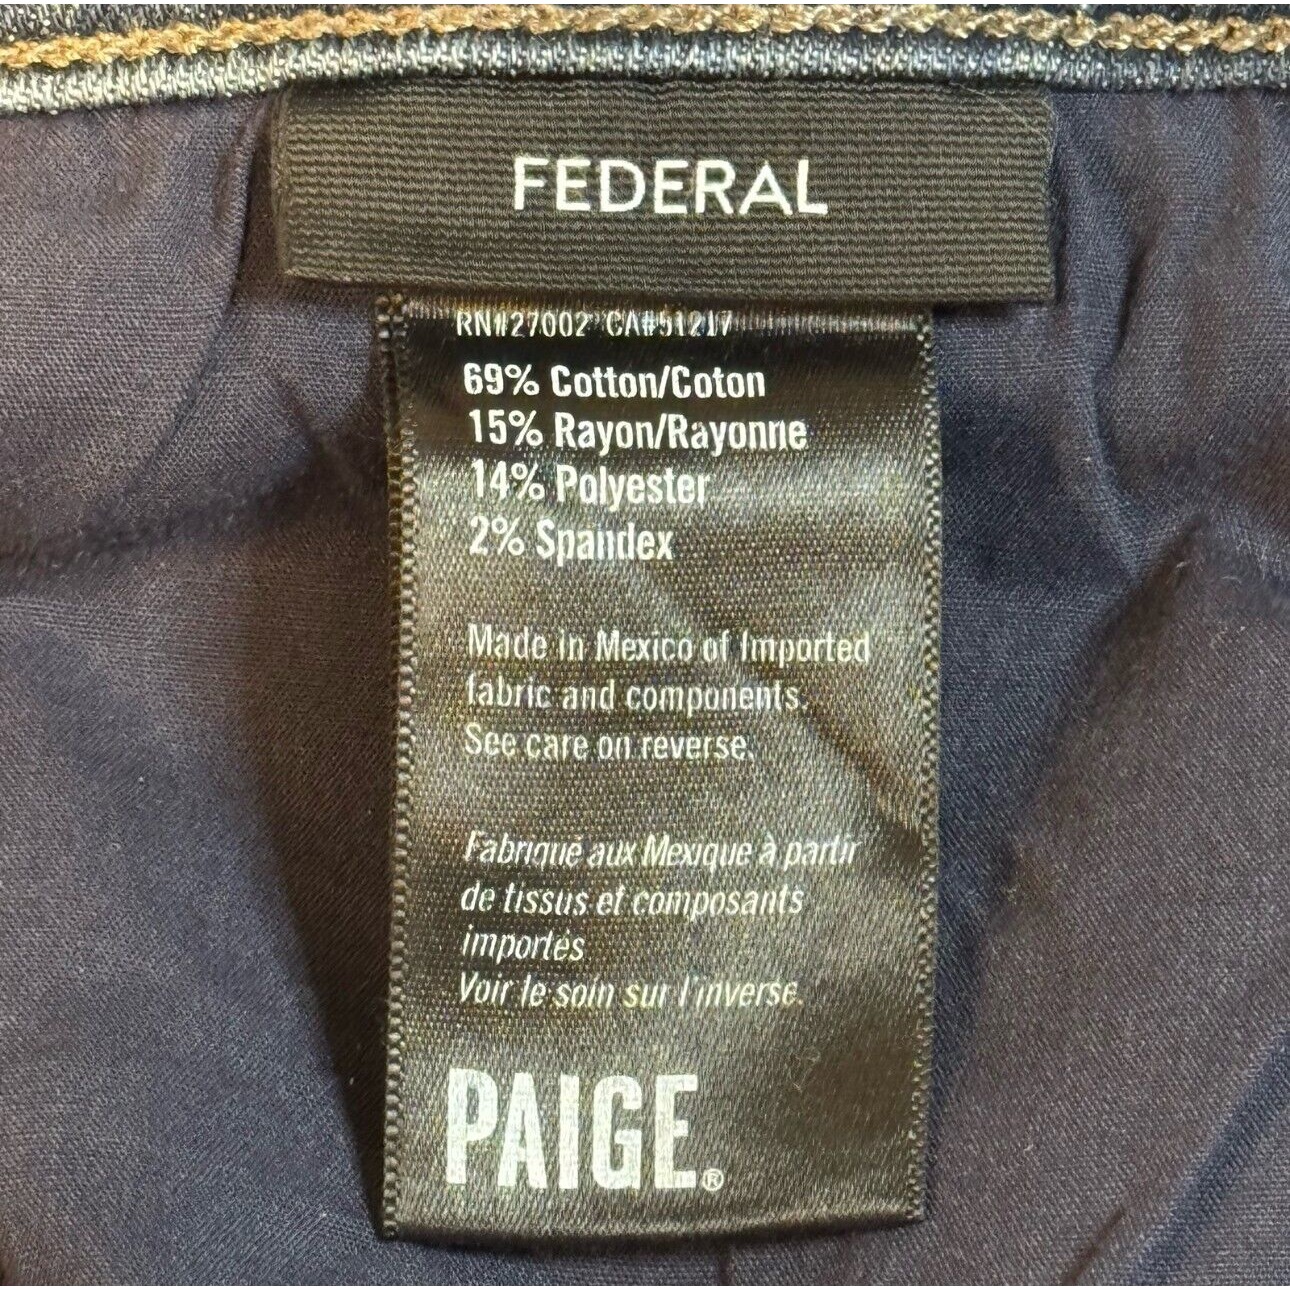 FEDERAL
RN#27002 CA#51217
69% Cotton/Coton
15% Rayon/Rayonne
14% Polyester
2% Spandex
Made in Mexico of Imported
fabric and components.
See care on reverse.
Fabriqué aux Mexique à partir
de tissus et composants
importés
Voir le soin sur l'inverse.
PAIGE®